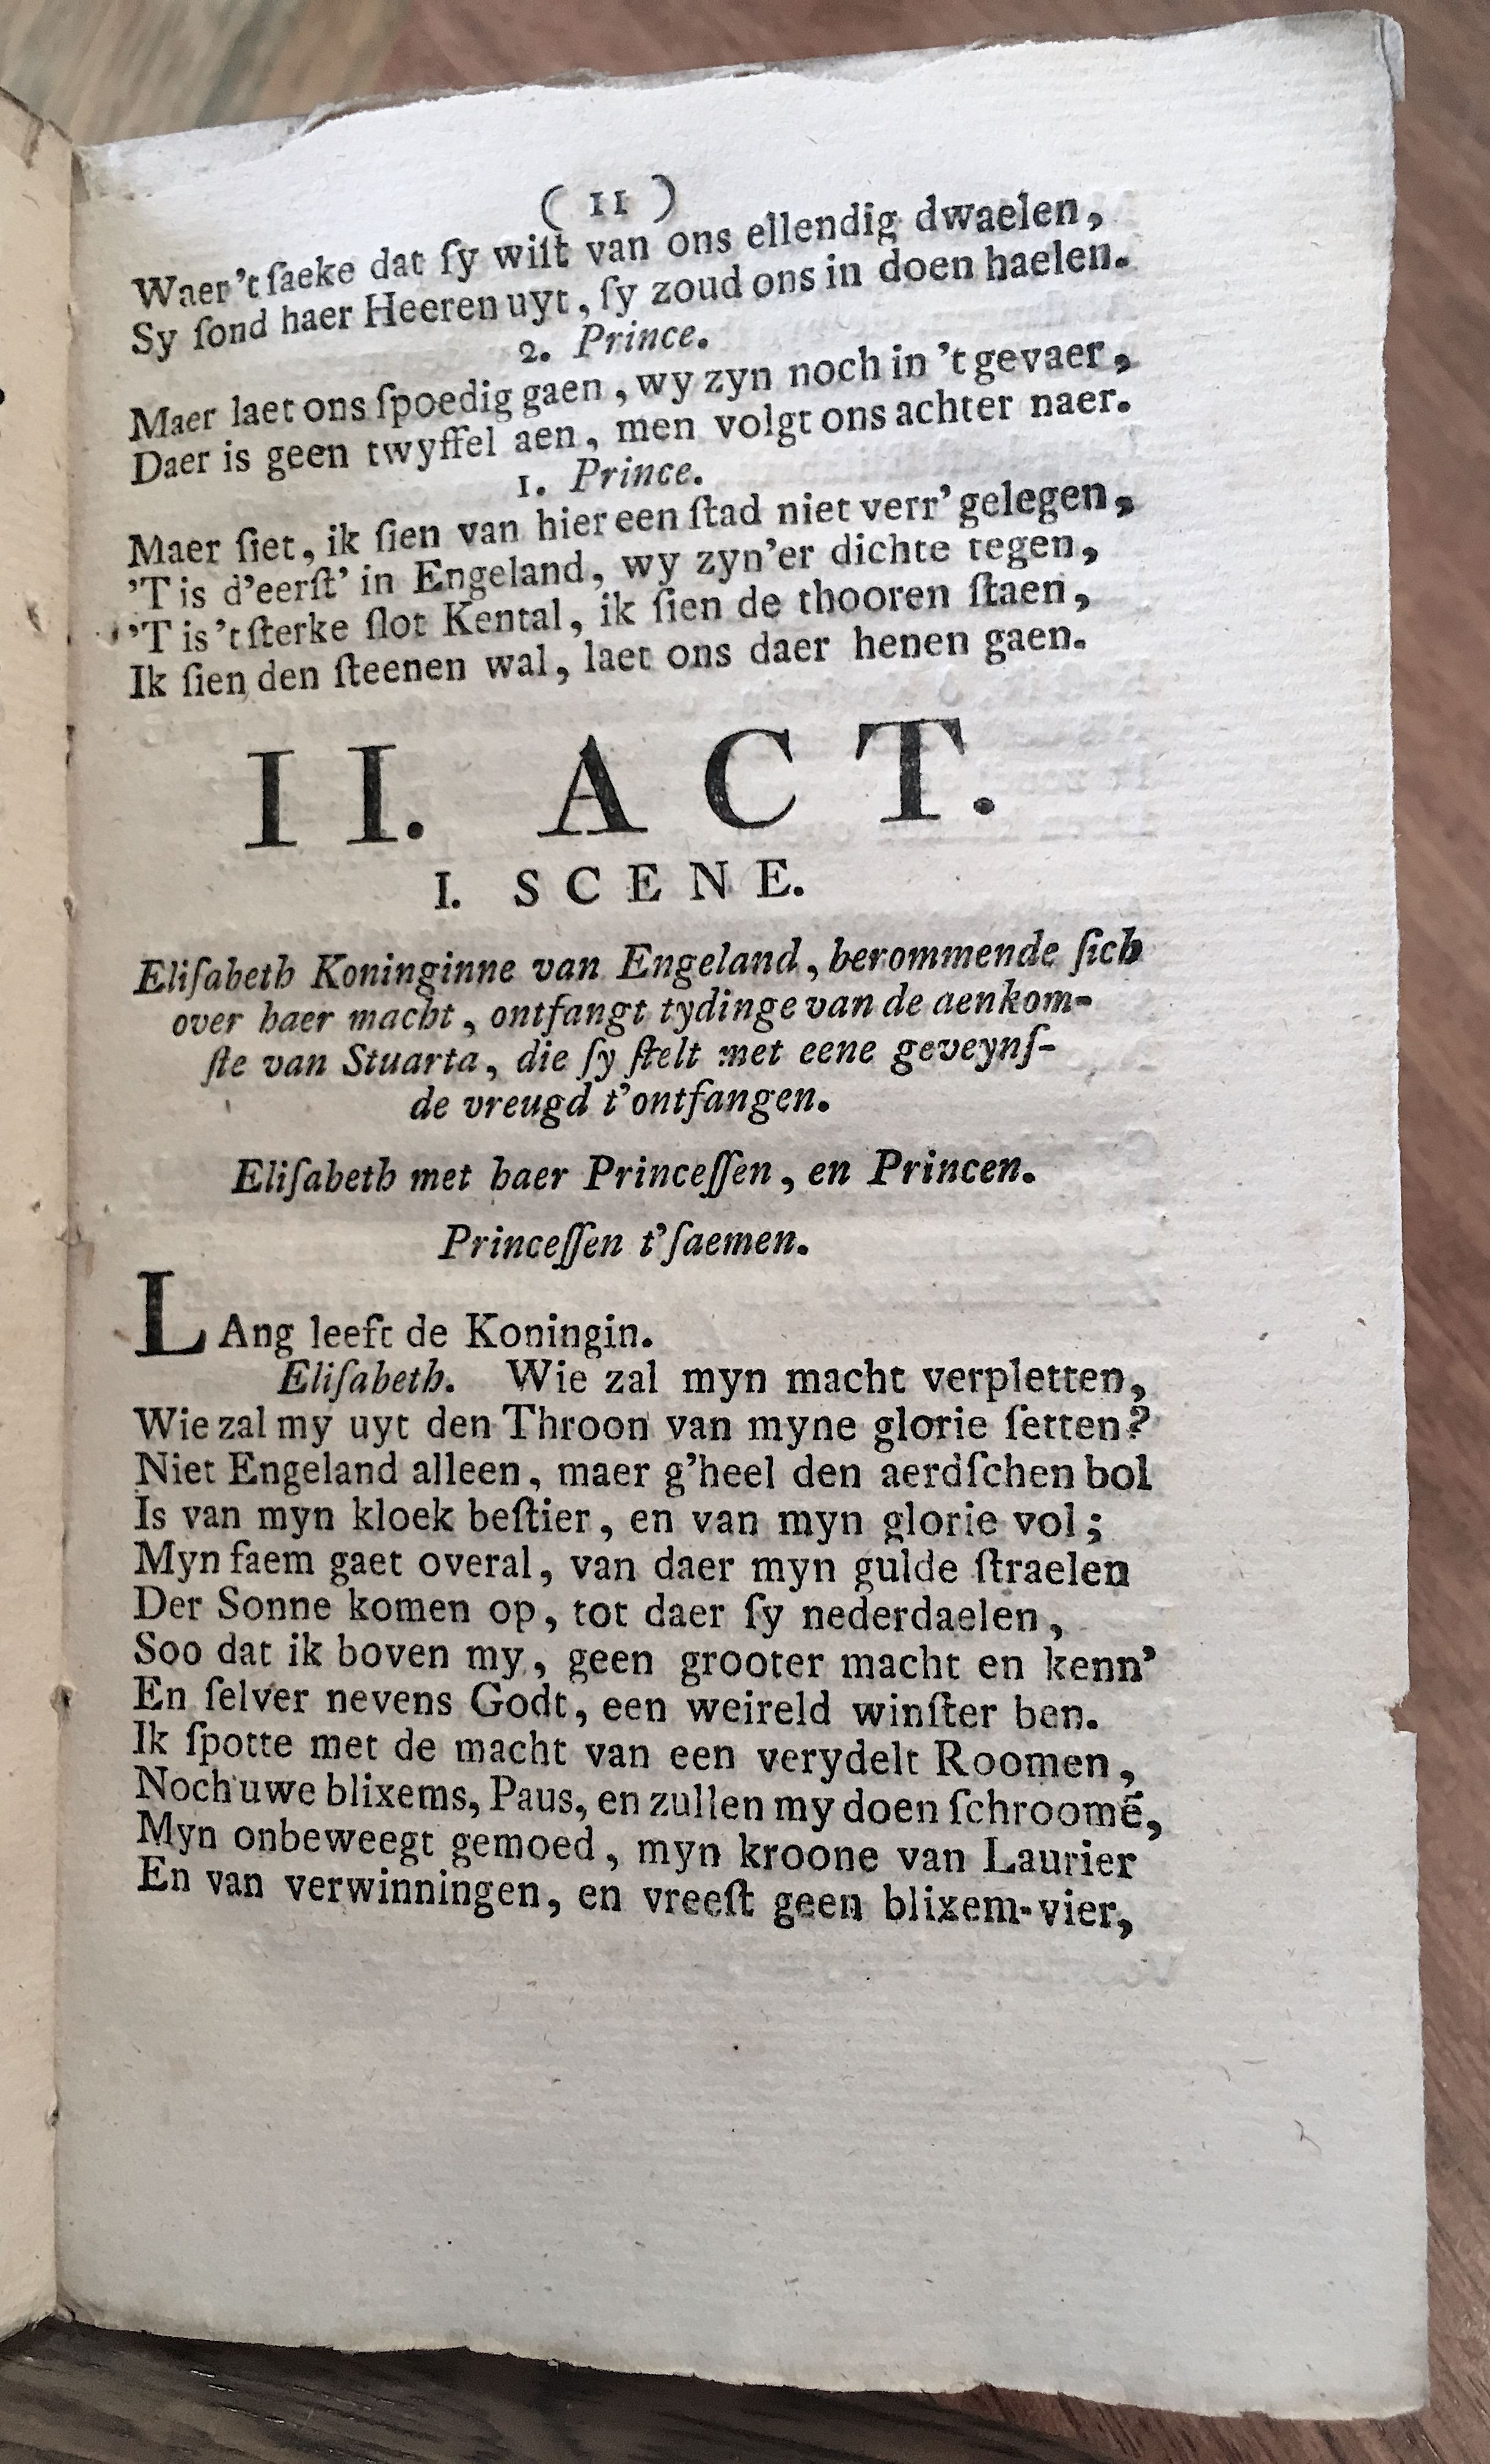 ( 11 )
Waer 't ſaeke dat ſy wiſt van ons ellendig dwaelen,
Sy ſond haer Heeren uyt, ſy zoud ons in doen haelen.
2. Prince.
Maer laet ons ſpoedig gaen, wy zyn noch in 't gevaer,
Daer is geen twyffel aen, men volgt ons achter naer.
1. Prince.
Maer ſiet, ik ſien van hier een ſtad niet verr' gelegen,
'T is d'eerſt' in Engeland, wy zyn'er dichte tegen,
'T is 't ſterke ſlot Kental, ik ſien de thooren ſtaen,
Ik ſien den ſteenen wal, laet ons daer henen gaen.
II. ACT.
I. SCENE.
Eliſabeth Koninginne van Engeland, berommende ſich
over haer macht, ontfangt tydinge van de aenkom-
ſte van Stuarta, die ſy ſtelt met eene geveynſ-
de vreugd t'ontfangen.
Eliſabeth met haer Princeſſen, en Princen.
Princeſſen t'ſaemen.
LAng leeft de Koningin.
Eliſabeth. Wie zal myn macht verpletten,
Wie zal my uyt den Throon van myne glorie ſetten?
Niet Engeland alleen, maer g'heel den aerdſchen bol
Is van myn kloek beſtier, en van myn glorie vol;
Myn faem gaet overal, van daer myn gulde ſtraelen
Der Sonne komen op, tot daer ſy nederdaelen,
Soo dat ik boven my, geen grooter macht en kenn'
En ſelver nevens Godt, een weireld winſter ben.
Ik ſpotte met de macht van een verydelt Roomen,
Noch uwe blixems, Paus, en zullen my doen ſchroomē,
Myn onbeweegt gemoed, myn kroone van Laurier
En van verwinningen, en vreeſt geen blixem-vier,